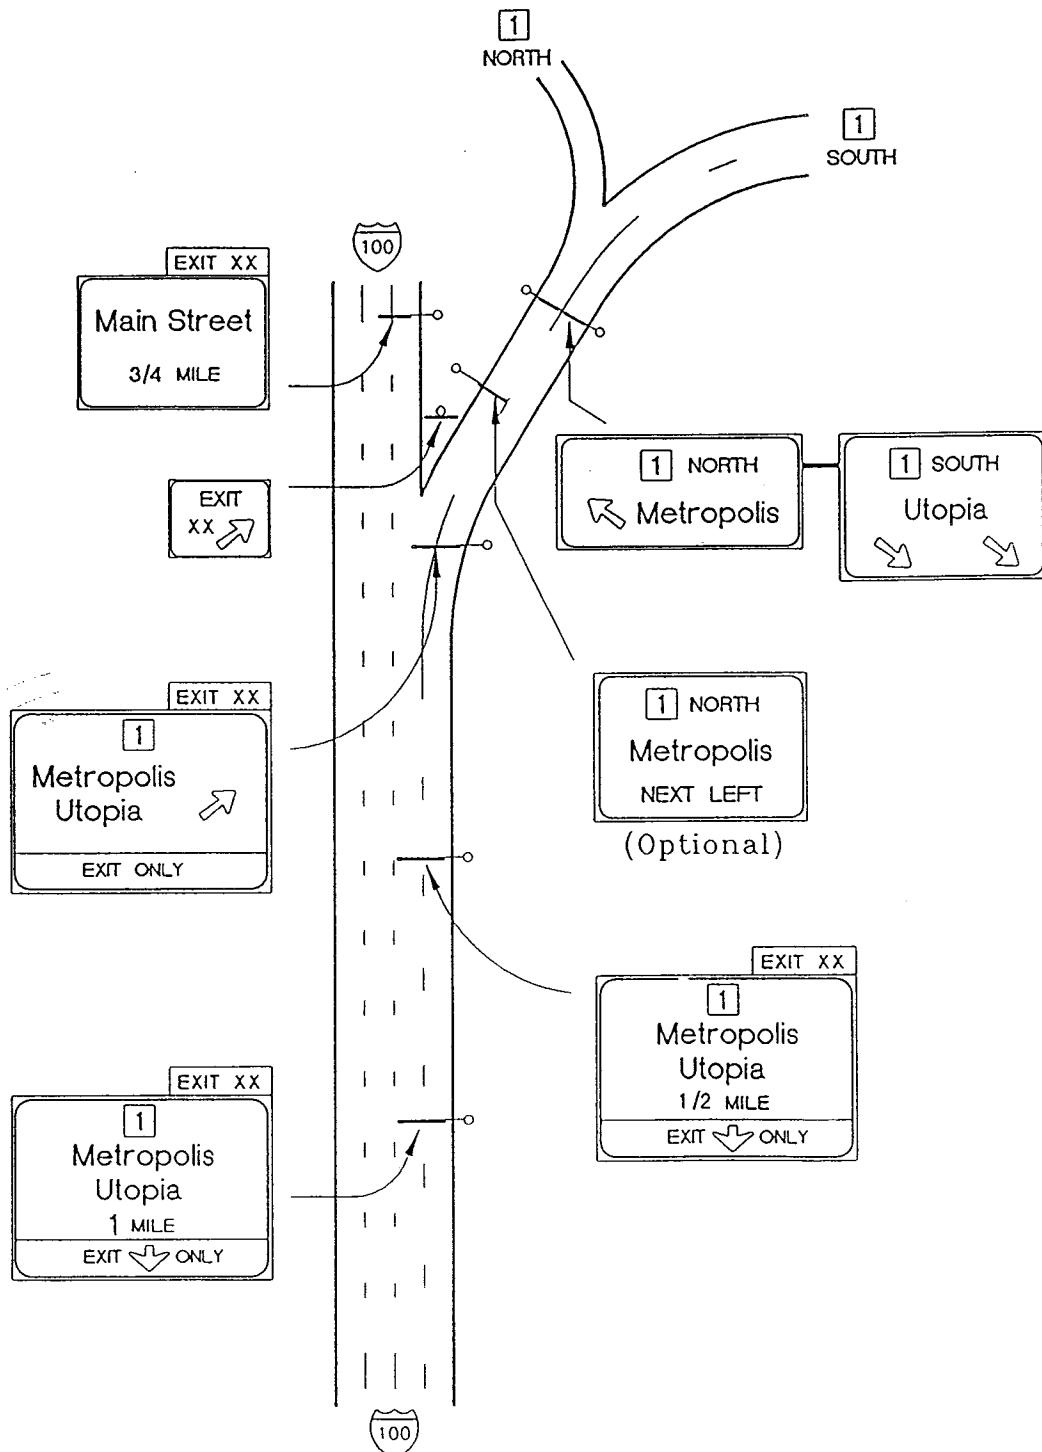 1
NORTH
1
SOUTH
100
EXIT XX
Main Street
3/4 MILE
EXIT
XX
1 NORTH
Metropolis
1 SOUTH
Utopia
EXIT XX
1
Metropolis
Utopia
EXIT ONLY
1 NORTH
Metropolis
NEXT LEFT
(Optional)
EXIT XX
1
Metropolis
Utopia
1/2 MILE
EXIT ONLY
EXIT XX
1
Metropolis
Utopia
1 MILE
EXIT ONLY
100